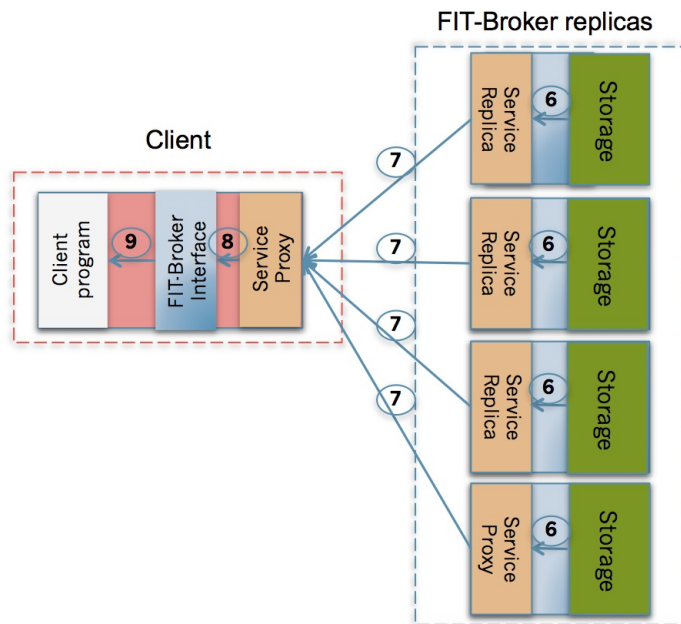 FIT-Broker replicas
Client
Client
program
9
FIT-Broker
Interface
8
Service
Proxy
7
7
7
7
Service
Replica
6
Storage
Service
Replica
6
Storage
Service
Replica
6
Storage
Service
Proxy
6
Storage